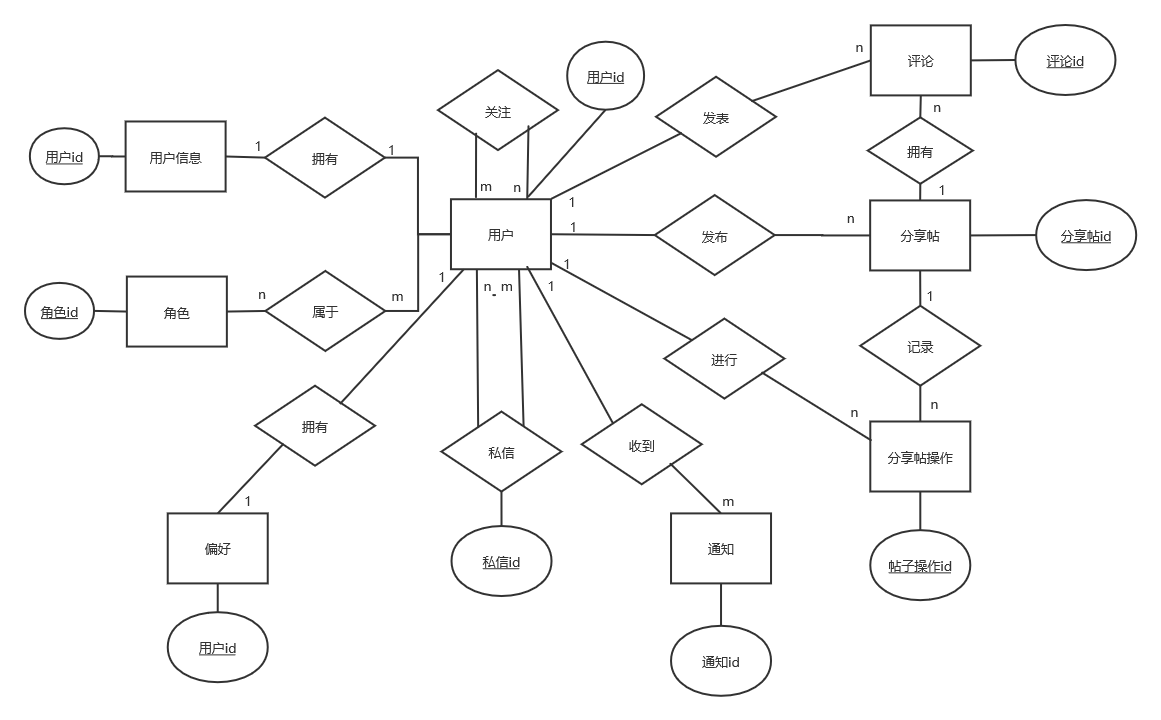 n
评论
评论id
用户id
关注
发表
n
用户id
用户信息
1
拥有
1
拥有
m
n
1
1
用户
1
发布
n
分享帖
分享帖id
1
1
n
m
1
角色id
角色
n
属于
m
1
记录
进行
拥有
n
n
私信
收到
分享帖操作
1
m
偏好
通知
私信id
帖子操作id
用户id
通知id